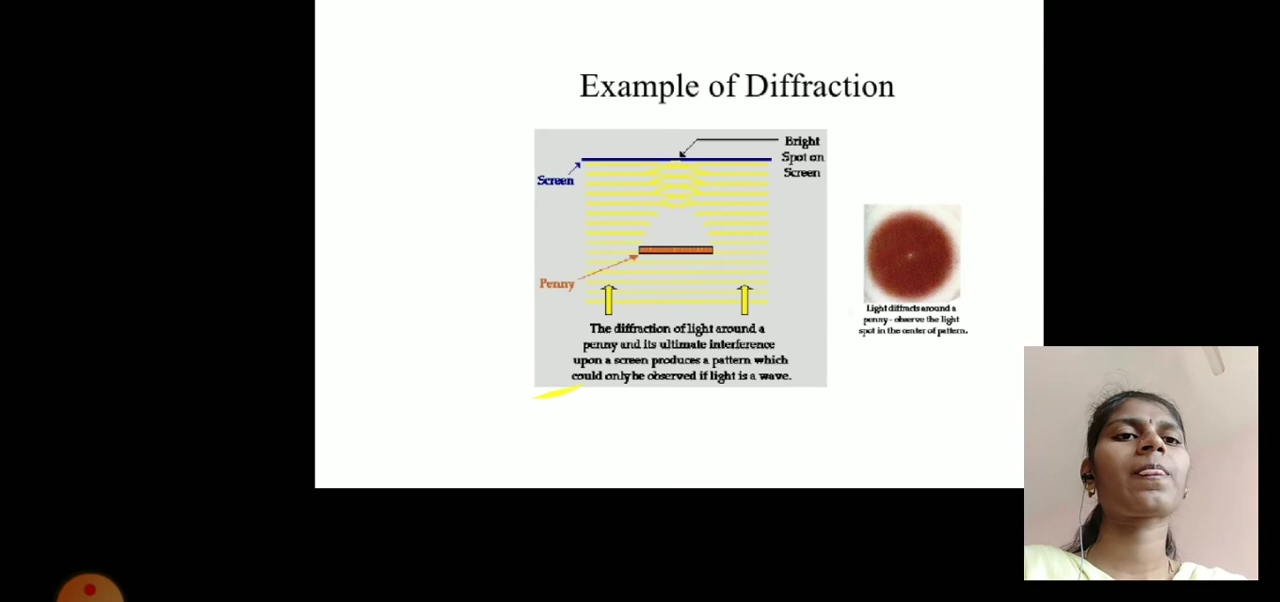 Example of Diffraction
Bright
Spot on
Screen
Screen
Penny
The diffraction of light around a
penny and its ultimate interference
upon a screen produces a pattern which
could only be observed if light is a wave.
Light diffracts around a
penny - observe the light
spot in the center of pattern.